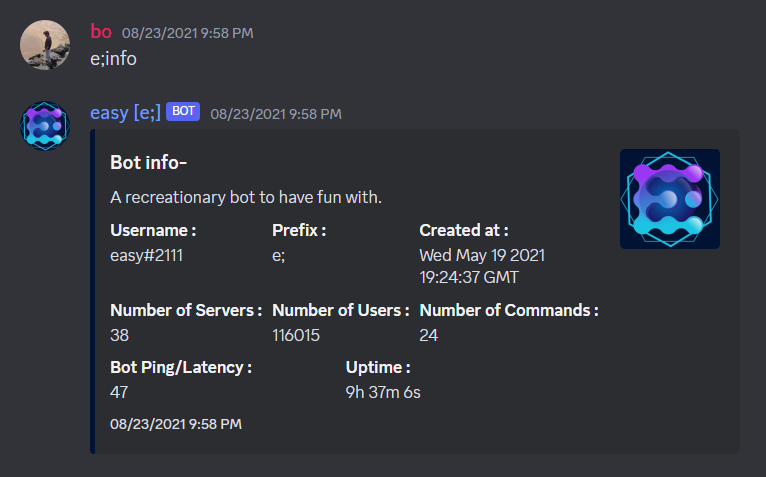 bo 08/23/2021 9:58 PM
e;info
easy [e;] BOT 08/23/2021 9:58 PM
Bot info-
A recreationary bot to have fun with.
Username : Prefix : Created at :
easy#2111 e; Wed May 19 2021
19:24:37 GMT
Number of Servers : Number of Users : Number of Commands :
38 116015 24
Bot Ping/Latency : Uptime :
47 9h 37m 6s
08/23/2021 9:58 PM